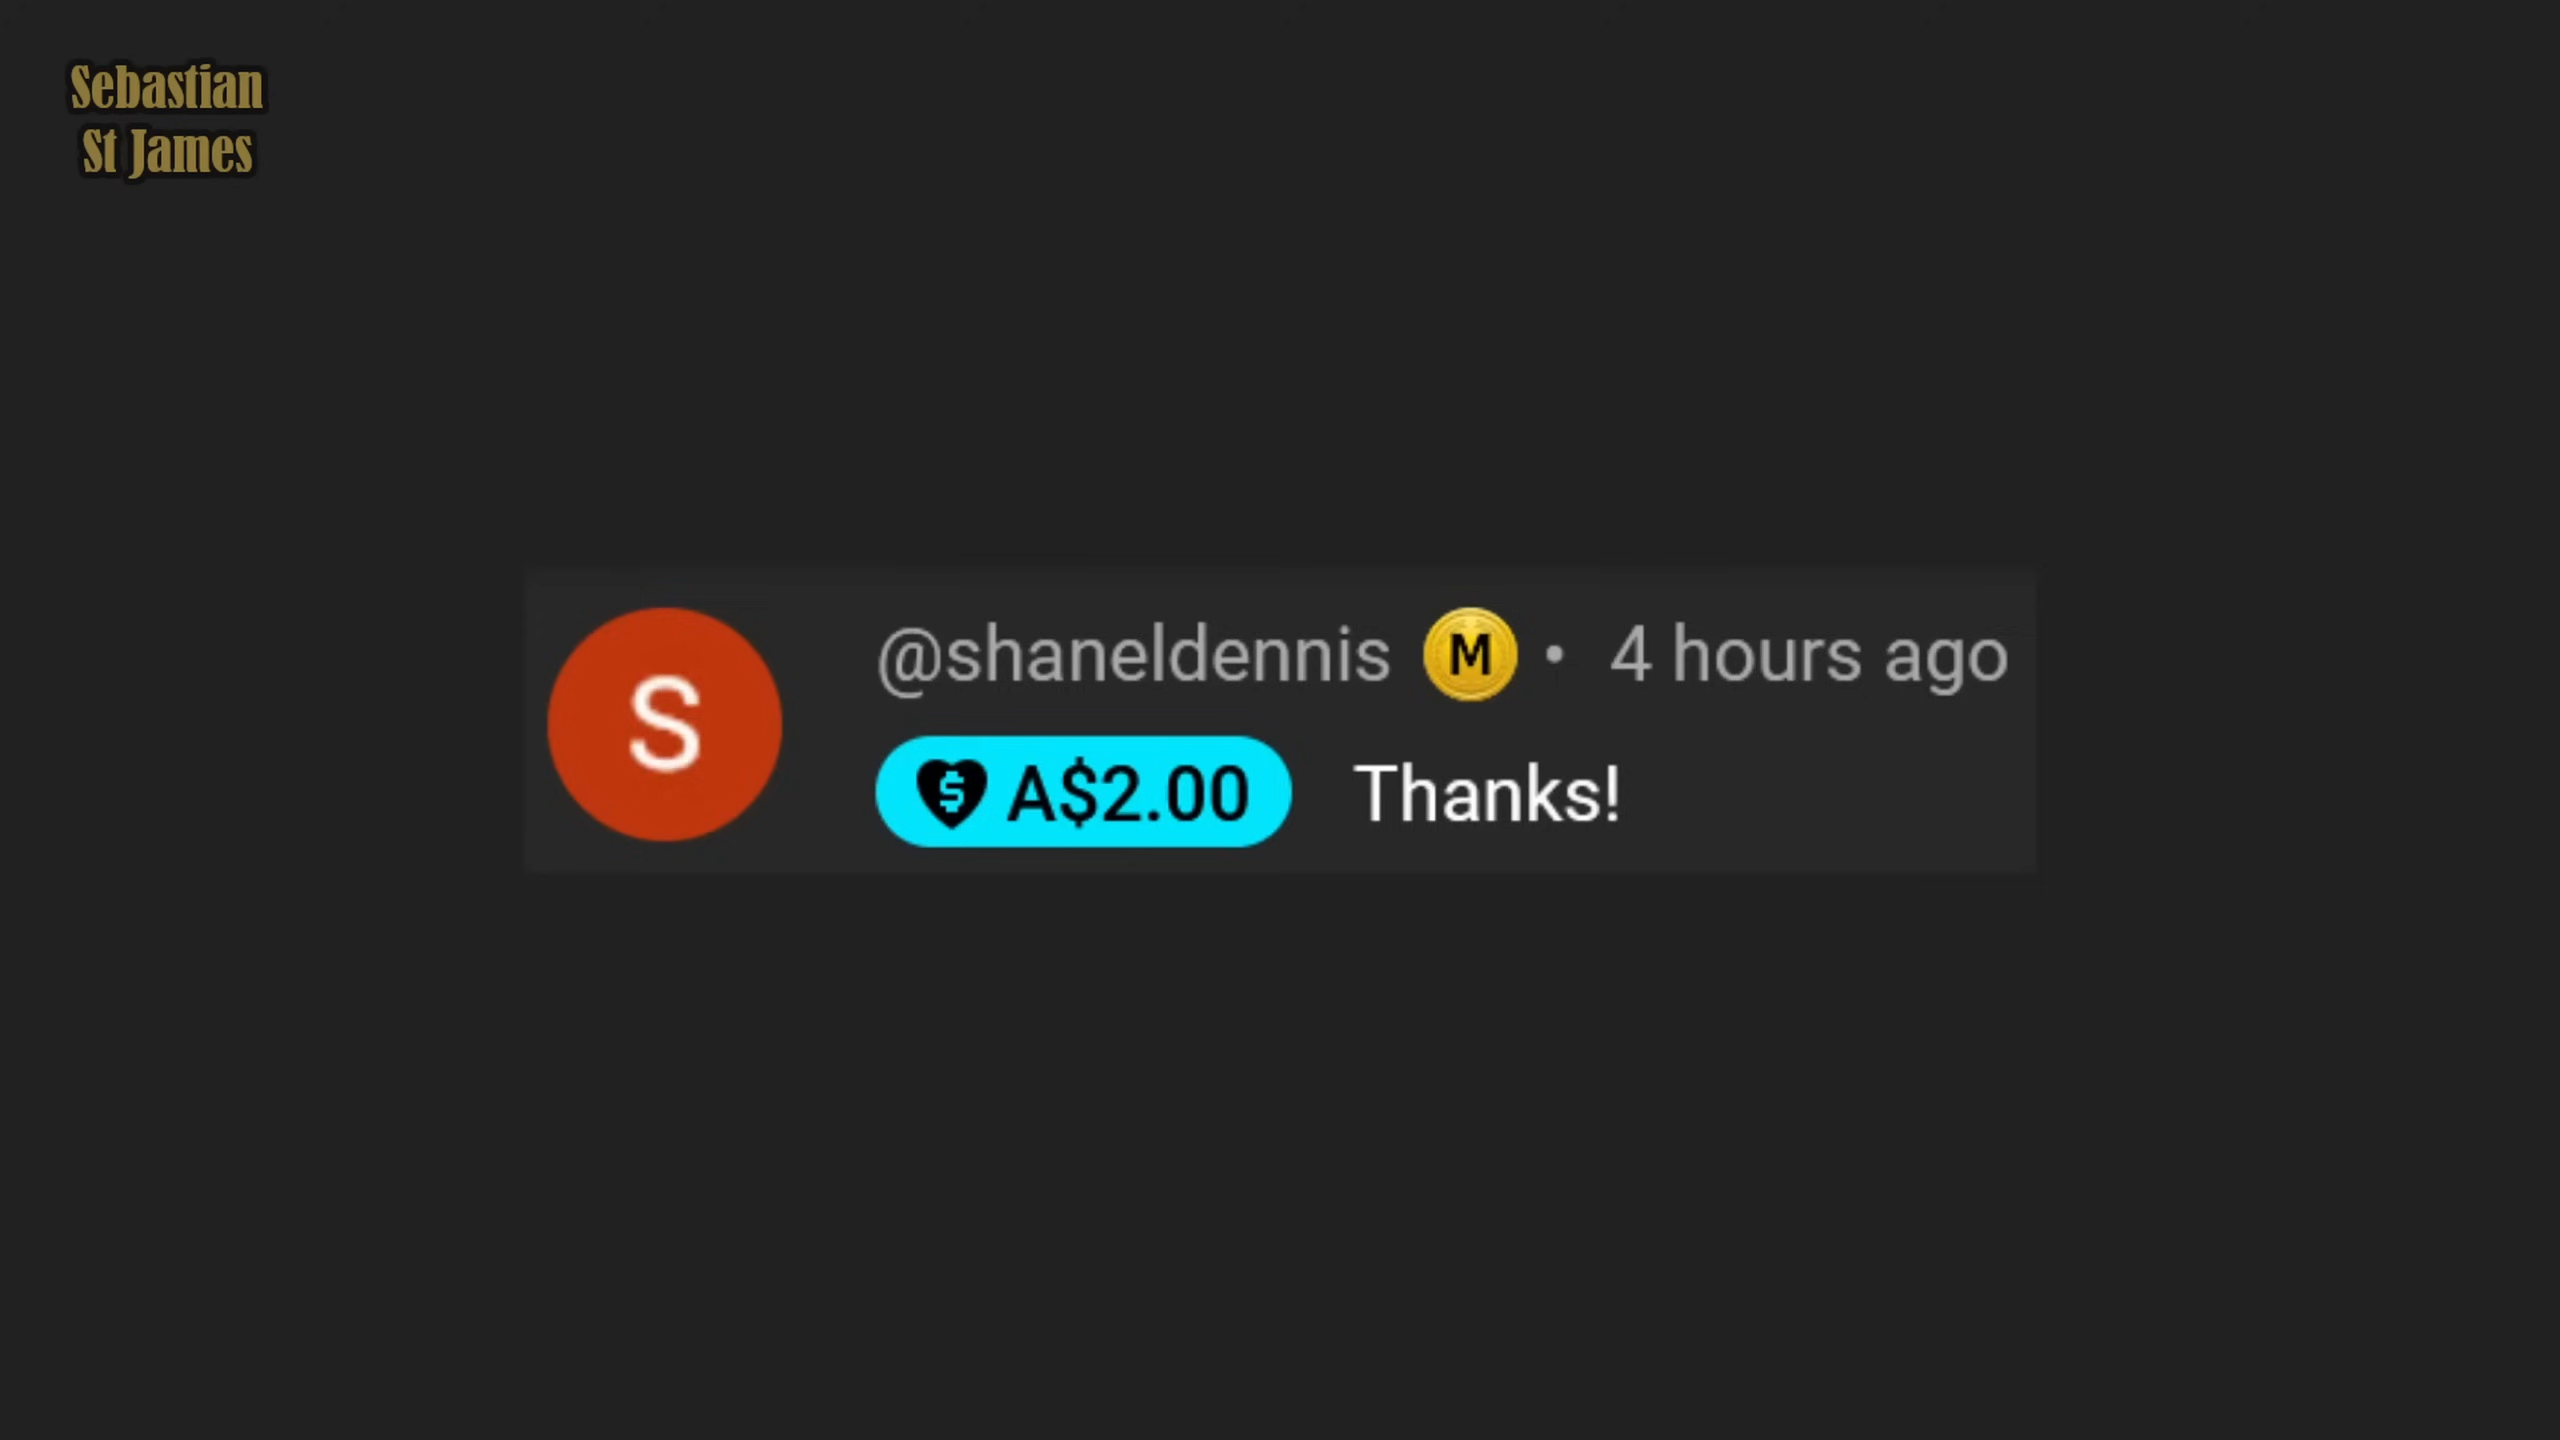 Sebastian
St James
@shaneldennis M • 4 hours ago
S
$ A$2.00 Thanks!